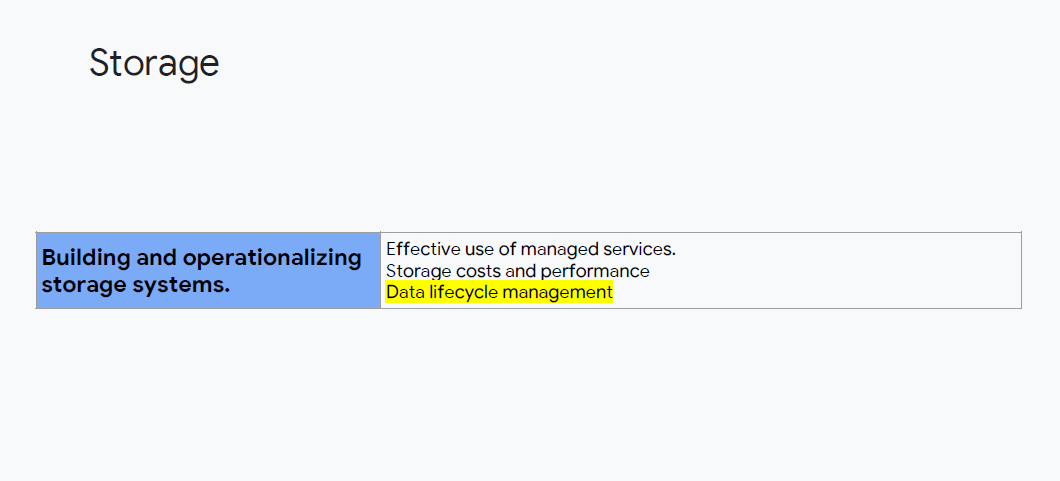 Storage
Building and operationalizing
storage systems.
Effective use of managed services.
Storage costs and performance
Data lifecycle management